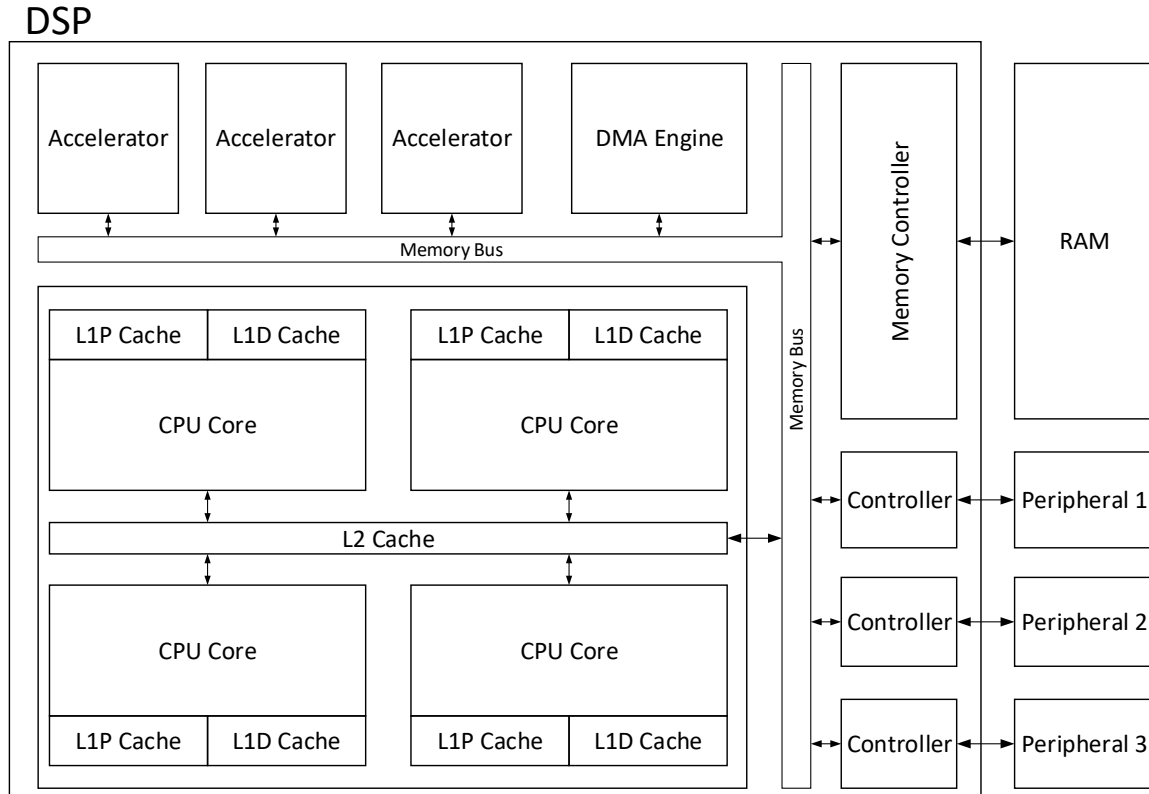 DSP
Accelerator
Accelerator
Accelerator
DMA Engine
Memory Controller
RAM
Memory Bus
Memory Bus
L1P Cache
L1D Cache
L1P Cache
L1D Cache
CPU Core
CPU Core
L2 Cache
CPU Core
CPU Core
L1P Cache
L1D Cache
L1P Cache
L1D Cache
Controller
Peripheral 1
Controller
Peripheral 2
Controller
Peripheral 3